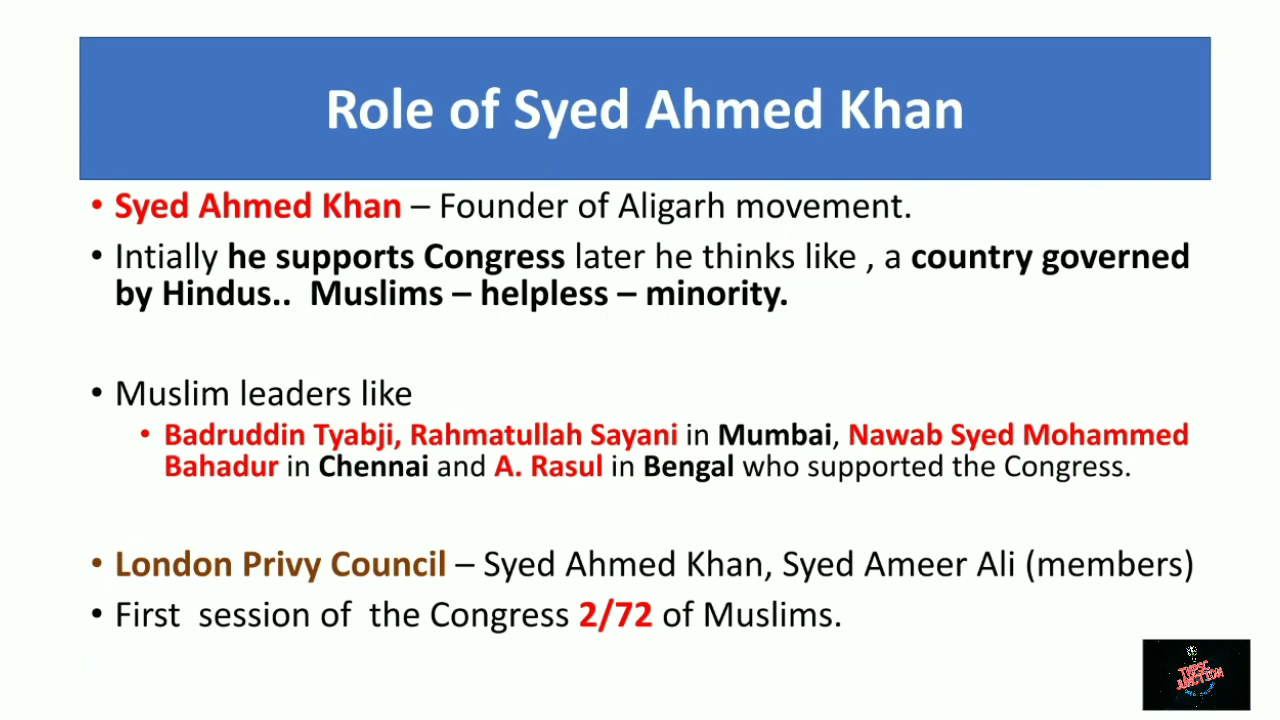 Role of Syed Ahmed Khan
• Syed Ahmed Khan – Founder of Aligarh movement.
• Intially he supports Congress later he thinks like , a country governed
by Hindus.. Muslims – helpless – minority.
• Muslim leaders like
• Badruddin Tyabji, Rahmatullah Sayani in Mumbai, Nawab Syed Mohammed
Bahadur in Chennai and A. Rasul in Bengal who supported the Congress.
• London Privy Council – Syed Ahmed Khan, Syed Ameer Ali (members)
• First session of the Congress 2/72 of Muslims.
TNPSC
JUNCTION